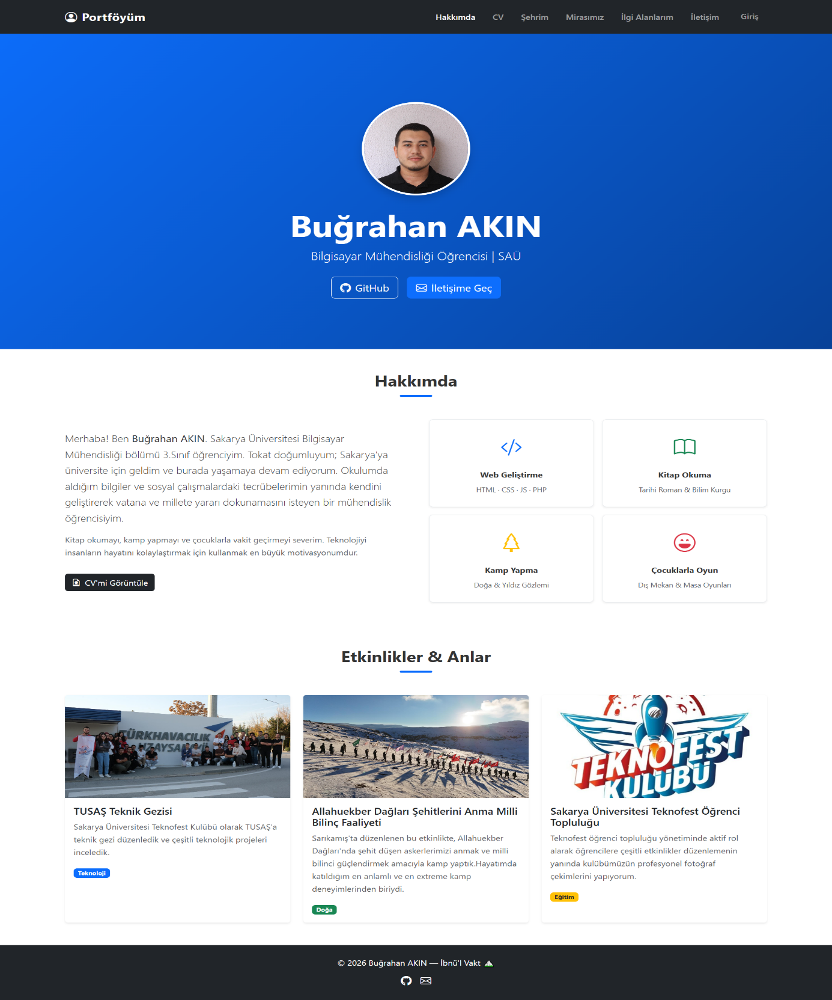 Portföyüm
Hakkımda
CV
Şehrim
Mirasımız
İlgi Alanlarım
İletişim
Giriş
Buğrahan AKIN
Bilgisayar Mühendisliği Öğrencisi | SAÜ
GitHub
İletişime Geç
Hakkımda
Merhaba! Ben Buğrahan AKIN. Sakarya Üniversitesi Bilgisayar
Mühendisliği bölümü 3.Sınıf öğrenciyim. Tokat doğumluyum; Sakarya'ya
üniversite için geldim ve burada yaşamaya devam ediyorum. Okulumda
aldığım bilgiler ve sosyal çalışmalardaki tecrübelerimin yanında kendini
geliştirerek vatana ve millete yararı dokunamasını isteyen bir mühendislik
öğrencisiyim.
Kitap okumayı, kamp yapmayı ve çocuklarla vakit geçirmeyi severim. Teknolojiyi
insanların hayatını kolaylaştırmak için kullanmak en büyük motivasyonumdur.
CV'mi Görüntüle
Web Geliştirme
HTML · CSS · JS · PHP
Kitap Okuma
Tarihi Roman & Bilim Kurgu
Kamp Yapma
Doğa & Yıldız Gözlemi
Çocuklarla Oyun
Dış Mekan & Masa Oyunları
Etkinlikler & Anlar
TÜRKHAVACILIK
TUSAŞ Teknik Gezisi
Sakarya Üniversitesi Teknofest Kulübü olarak TUSAŞ'a
teknik gezi düzenledik ve çeşitli teknolojik projeleri
inceledik.
Teknoloji
Allahuekber Dağları Şehitlerini Anma Milli
Bilinç Faaliyeti
Sarıkamış'ta düzenlenen bu etkinlikte, Allahuekber
Dağları'nda şehit düşen askerlerimizi anmak ve milli
bilinci güçlendirmek amacıyla kamp yaptık.Hayatımda
katıldığım en anlamlı ve en extreme kamp
deneyimlerinden biriydi.
Doğa
TEKNOFEST
KULÜBÜ
Sakarya Üniversitesi Teknofest Öğrenci
Topluluğu
Teknofest öğrenci topluluğu yönetiminde aktif rol
alarak öğrencilere çeşitli etkinlikler düzenlemenin
yanında kulübümüzün profesyonel fotoğraf
çekimlerini yapıyorum.
Eğitim
© 2026 Buğrahan AKIN — İbnü'l Vakt